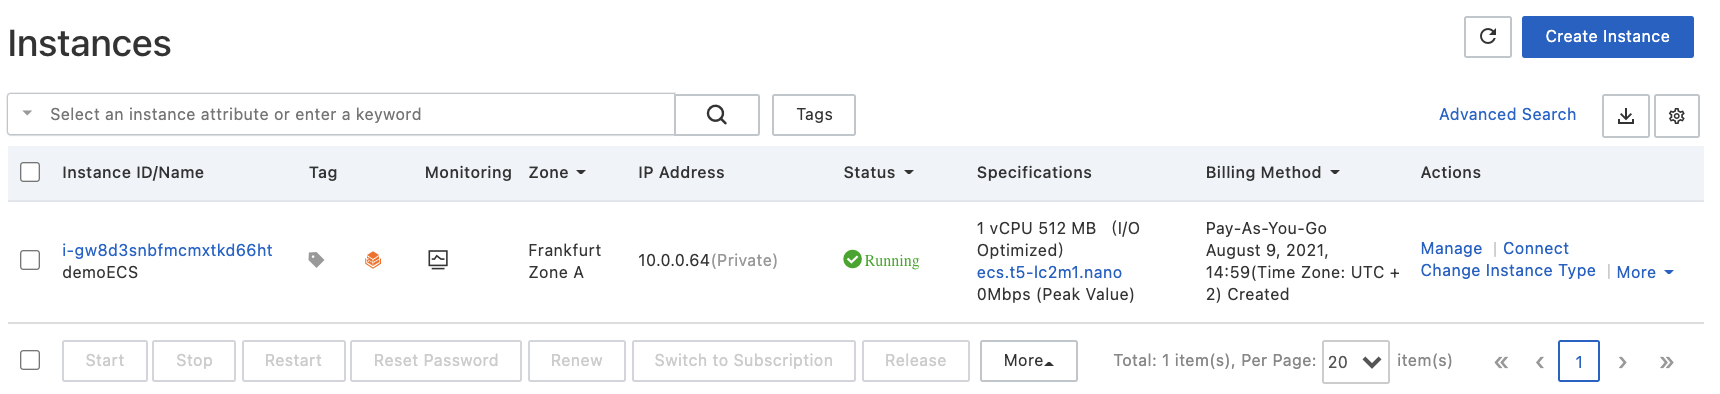 Instances
Create Instance
Select an instance attribute or enter a keyword
Tags
Advanced Search
Instance ID/Name Tag Monitoring Zone IP Address Status Specifications Billing Method Actions
i-gw8d3snbfmcmxtkd66ht
demoECS
Frankfurt
Zone A
10.0.0.64(Private)
Running
1 vCPU 512 MB (I/O
Optimized)
ecs.t5-lc2m1.nano
0Mbps (Peak Value)
Pay-As-You-Go
August 9, 2021,
14:59(Time Zone: UTC +
2) Created
Manage | Connect
Change Instance Type | More
Start Stop Restart Reset Password Renew Switch to Subscription Release More Total: 1 item(s), Per Page: 20 item(s) « ‹ 1 › »